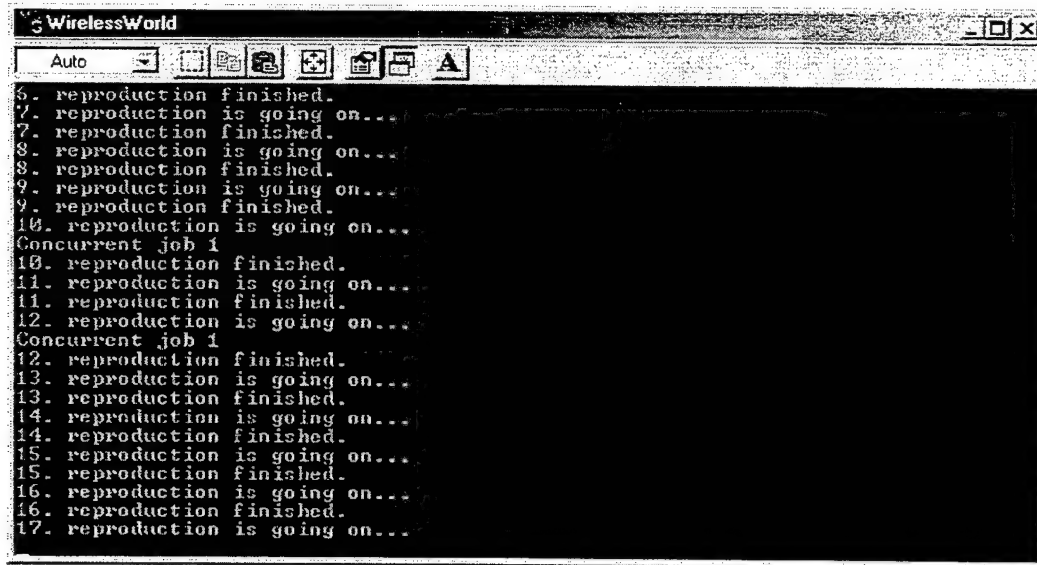 WirelessWorld
Auto
A
6. reproduction finished.
7. reproduction is going on...
7. reproduction finished.
8. reproduction is going on...
8. reproduction finished.
9. reproduction is going on...
9. reproduction finished.
10. reproduction is going on...
Concurrent job 1
10. reproduction finished.
11. reproduction is going on...
11. reproduction finished.
12. reproduction is going on...
Concurrent job 1
12. reproduction finished.
13. reproduction is going on...
13. reproduction finished.
14. reproduction is going on...
14. reproduction finished.
15. reproduction is going on...
15. reproduction finished.
16. reproduction is going on...
16. reproduction finished.
17. reproduction is going on...